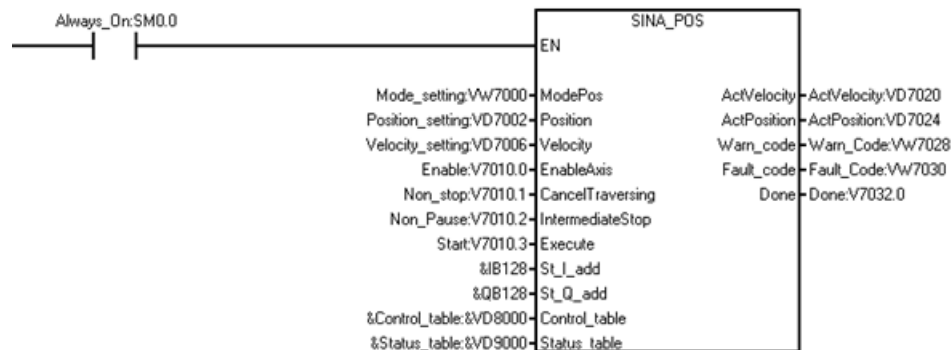 Always_On:SM0.0
SINA_POS
EN
Mode_setting:VW7000 ModePos ActVelocity ActVelocity:VD7020
Position_setting:VD7002 Position ActPosition ActPosition:VD7024
Velocity_setting:VD7006 Velocity Warn_code Warn_Code:VW7028
Enable:V7010.0 EnableAxis Fault_code Fault_Code:VW7030
Non_stop:V7010.1 CancelTraversing Done Done:V7032.0
Non_Pause:V7010.2 IntermediateStop
Start:V7010.3 Execute
&IB128 St_I_add
&QB128 St_Q_add
&Control_table:&VD8000 Control_table
&Status_table:&VD9000 Status_table